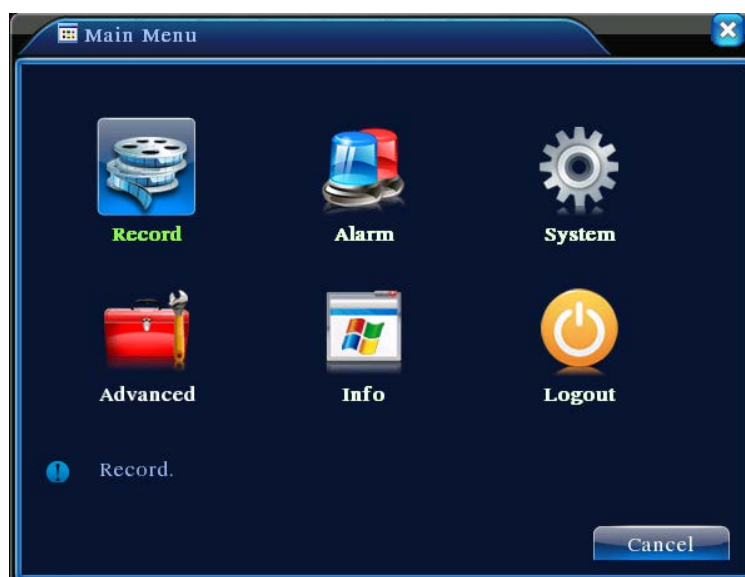 Main Menu
Record
Alarm
System
Advanced
Info
Logout
Record.
Cancel